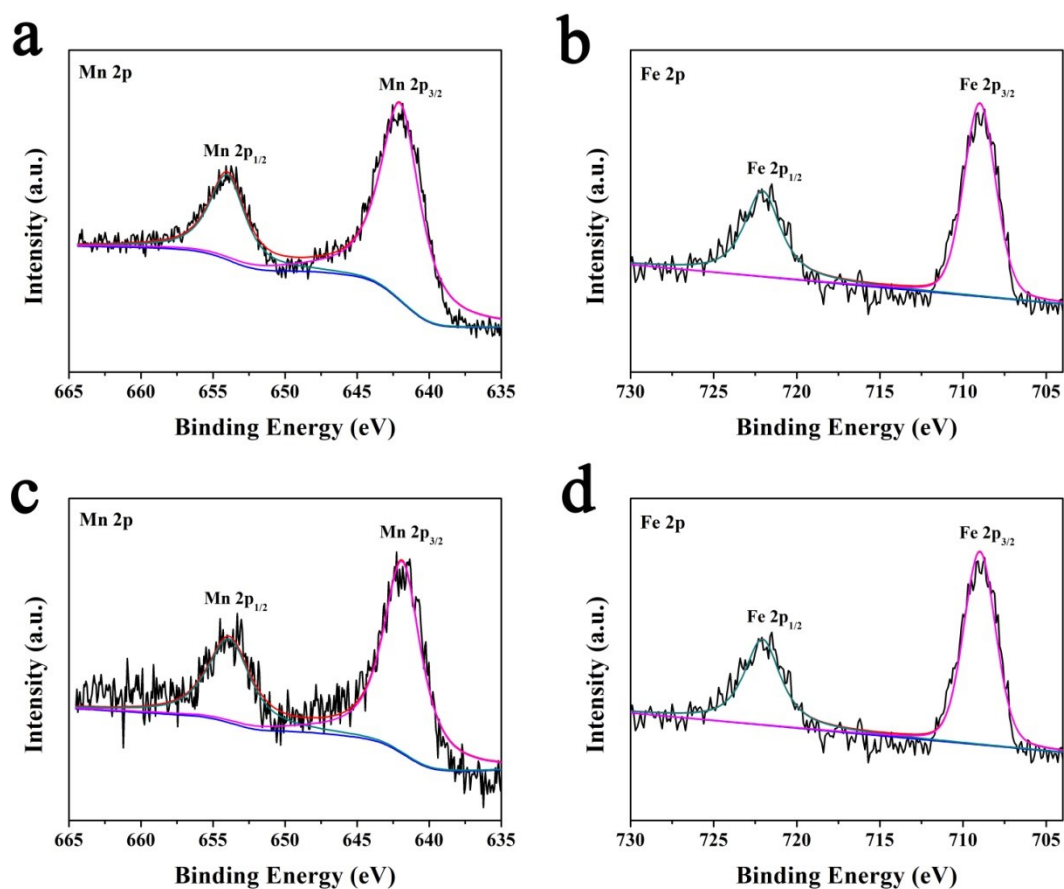 a
Mn 2p
Mn 2p3/2
Mn 2p1/2
Intensity (a.u.)
665 660 655 650 645 640 635
Binding Energy (eV)
b
Fe 2p
Fe 2p3/2
Fe 2p1/2
Intensity (a.u.)
730 725 720 715 710 705
Binding Energy (eV)
c
Mn 2p
Mn 2p3/2
Mn 2p1/2
Intensity (a.u.)
665 660 655 650 645 640 635
Binding Energy (eV)
d
Fe 2p
Fe 2p3/2
Fe 2p1/2
Intensity (a.u.)
730 725 720 715 710 705
Binding Energy (eV)